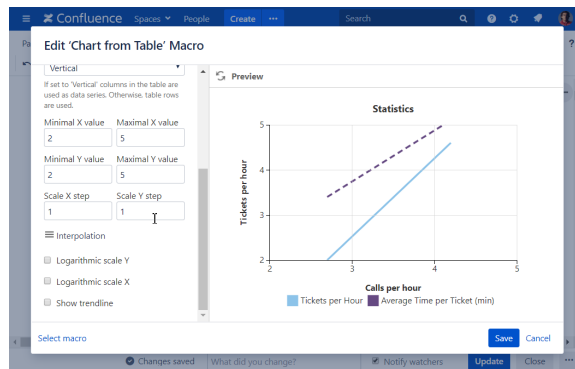 Confluence Spaces People Create ••• Search
Pa
Edit 'Chart from Table' Macro
?
Vertical
If set to 'Vertical' columns in the table are
used as data series. Otherwise, table rows
are used.
Minimal X value Maximal X value
2 5
Minimal Y value Maximal Y value
2 5
Scale X step Scale Y step
1 1
Interpolation
Logarithmic scale Y
Logarithmic scale X
Show trendline
Preview
Statistics
Tickets per hour
5
4
3
2
2 3 4 5
Calls per hour
Tickets per Hour Average Time per Ticket (min)
Select macro Save Cancel
Changes saved What did you change? Notify watchers Update Close •••